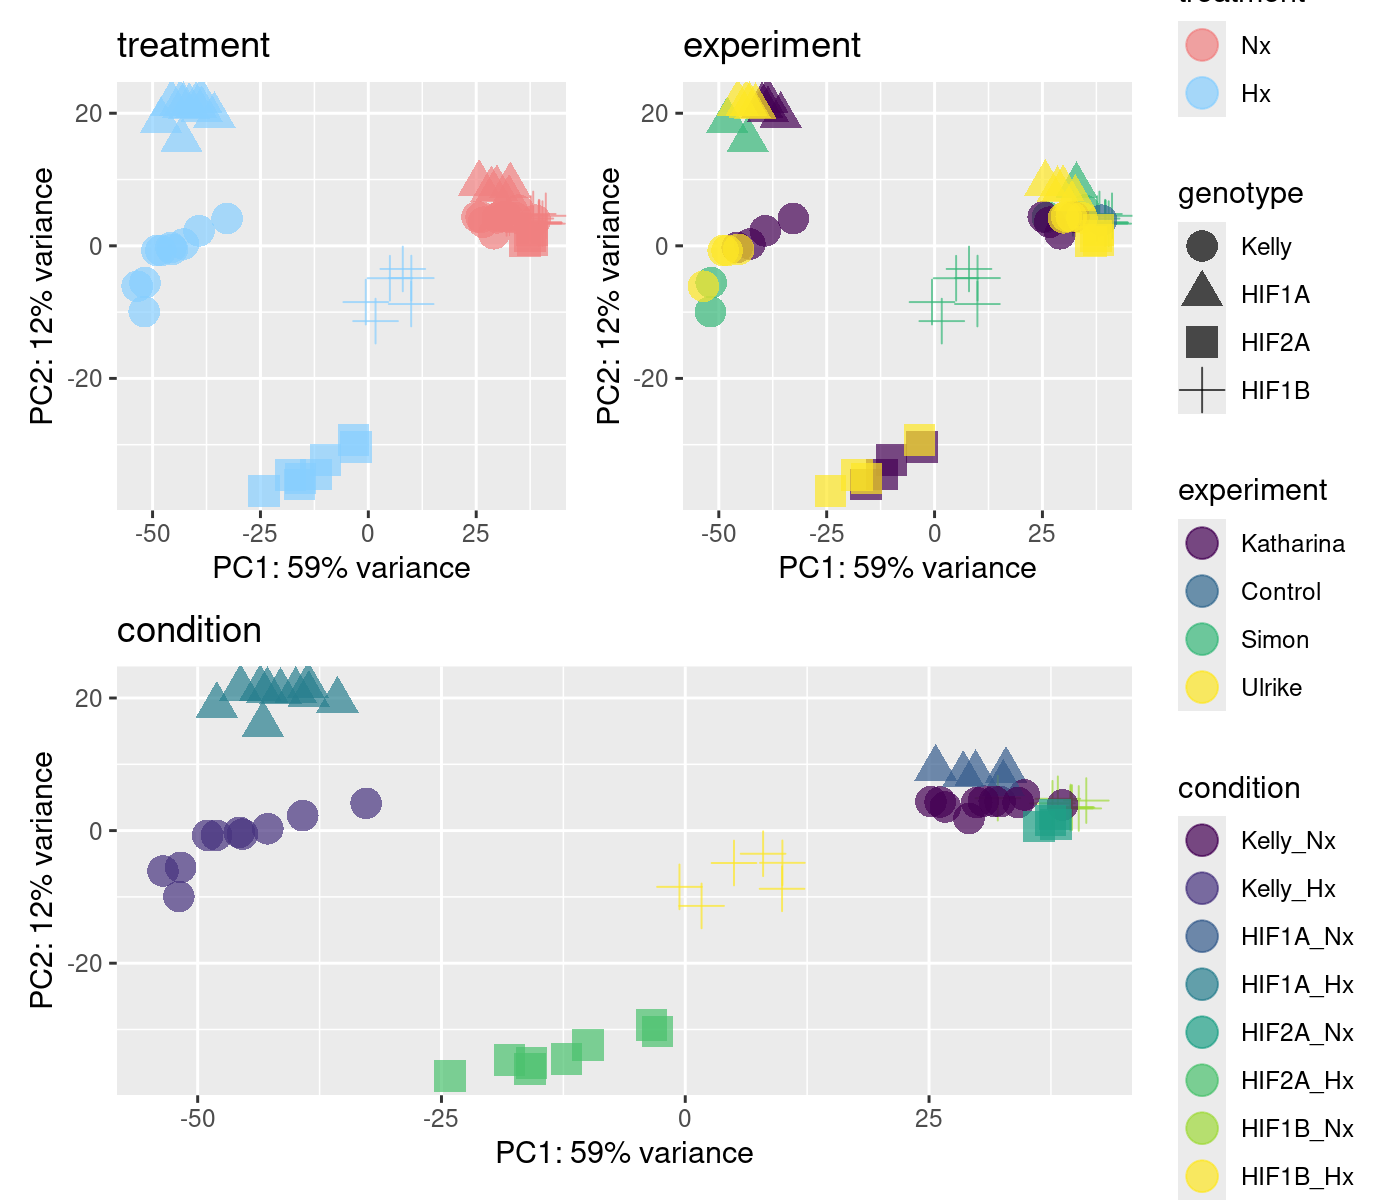 treatment
experiment
treatment
Nx
Hx
20
0
-20
PC2: 12% variance
-50
-25
0
25
PC1: 59% variance
20
0
-20
PC2: 12% variance
-50
-25
0
25
PC1: 59% variance
genotype
Kelly
HIF1A
HIF2A
HIF1B
experiment
Katharina
Control
Simon
Ulrike
condition
20
0
-20
PC2: 12% variance
-50
-25
0
25
PC1: 59% variance
condition
Kelly_Nx
Kelly_Hx
HIF1A_Nx
HIF1A_Hx
HIF2A_Nx
HIF2A_Hx
HIF1B_Nx
HIF1B_Hx